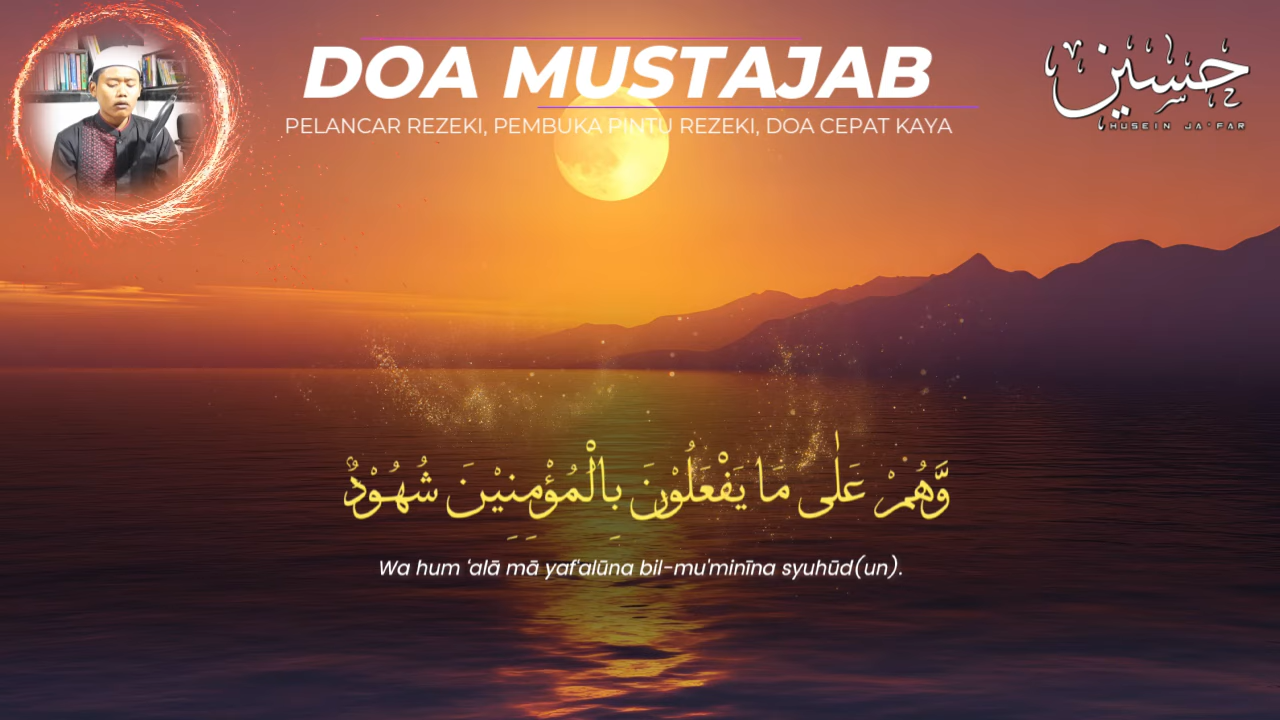 DOA MUSTAJAB
PELANCAR REZEKI, PEMBUKA PINTU REZEKI, DOA CEPAT KAYA
حسين
HUSEIN JA'FAR
وَّهُمْ عَلٰى مَا يَفْعَلُوْنَ بِالْمُؤْمِنِيْنَ شُهُوْدٌ
Wa hum ‘alā mā yaf‘alūna bil-mu'minīna syuhūd(un).